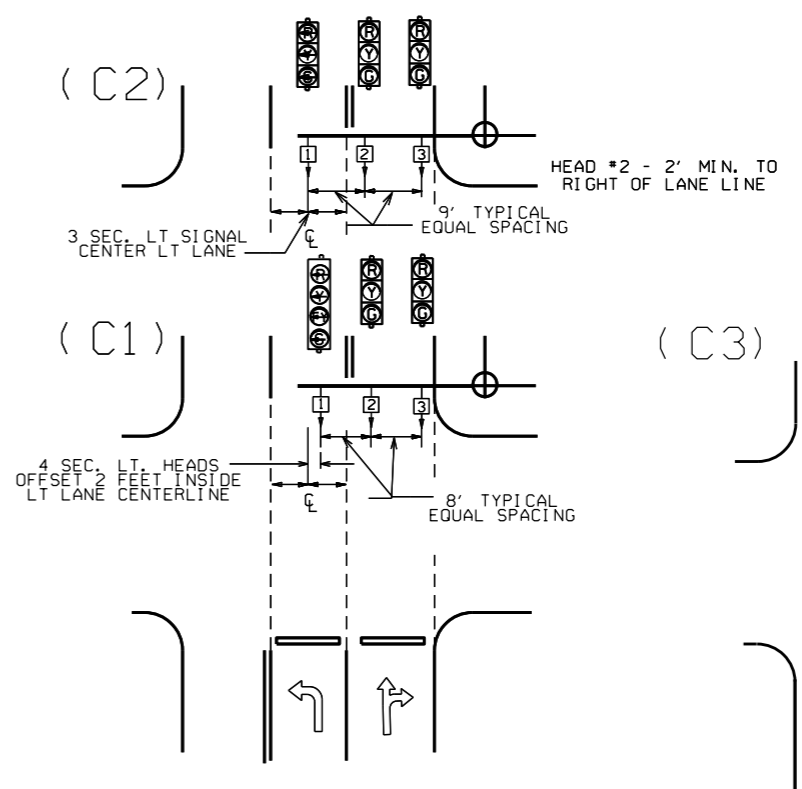 R
Y
G
R
Y
G
R
Y
G
( C2 )
1
2
3
HEAD #2 - 2' MIN. TO
RIGHT OF LANE LINE
9' TYPICAL
EQUAL SPACING
3 SEC. LT SIGNAL
CENTER LT LANE
℄
R
Y
FY
G
R
Y
G
R
Y
G
( C1 )
( C3 )
1
2
3
4 SEC. LT. HEADS
OFFSET 2 FEET INSIDE
LT LANE CENTERLINE
℄
8' TYPICAL
EQUAL SPACING